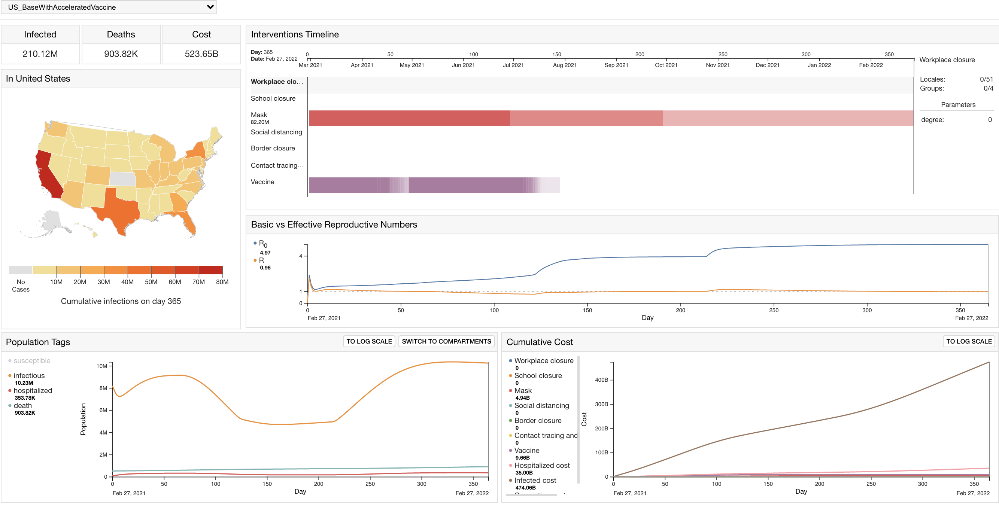 US_BaseWithAcceleratedVaccine
Infected
Deaths
Cost
210.12M
903.82K
523.65B
In United States
No Cases
10M 20M 30M 40M 50M 60M 70M 80M
Cumulative infections on day 365
Interventions Timeline
Day: 365
Date: Feb 27, 2022
0 50 100 150 200 250 300 350
Mar 2021 Apr 2021 May 2021 Jun 2021 Jul 2021 Aug 2021 Sep 2021 Oct 2021 Nov 2021 Dec 2021 Jan 2022 Feb 2022
Workplace clo…
School closure
Mask
82.20M
Social distancing
Border closure
Contact tracing…
Vaccine
Workplace closure
Locales: 0/51
Groups: 0/4
Parameters
degree: 0
Basic vs Effective Reproductive Numbers
R0
4.97
R
0.96
4
1
0
0 50 100 150 200 250 300 350
Feb 27, 2021
Day
Feb 27, 2022
Population Tags
TO LOG SCALE
SWITCH TO COMPARTMENTS
susceptible
infectious
10.23M
hospitalized
353.78K
death
903.82K
Population
10M
8M
6M
4M
2M
0
0 50 100 150 200 250 300 350
Feb 27, 2021
Day
Feb 27, 2022
Cumulative Cost
TO LOG SCALE
Workplace closure
0
School closure
0
Mask
4.94B
Social distancing
0
Border closure
0
Contact tracing and
0
Vaccine
9.66B
Hospitalized cost
35.00B
Infected cost
474.06B
Cost
400B
300B
200B
100B
0
0 50 100 150 200 250 300 350
Feb 27, 2021
Day
Feb 27, 2022